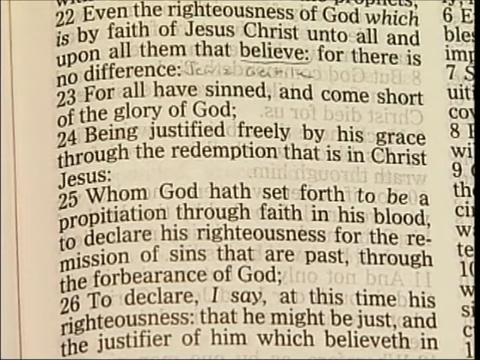 22 Even the righteousness of God which
is by faith of Jesus Christ unto all and
upon all them that believe: for there is
no difference:
23 For all have sinned, and come short
of the glory of God;
24 Being justified freely by his grace
through the redemption that is in Christ
Jesus:
25 Whom God hath set forth to be a
propitiation through faith in his blood,
to declare his righteousness for the re-
mission of sins that are past, through
the forbearance of God;
26 To declare, I say, at this time his
righteousness: that he might be just, and
the justifier of him which believeth in